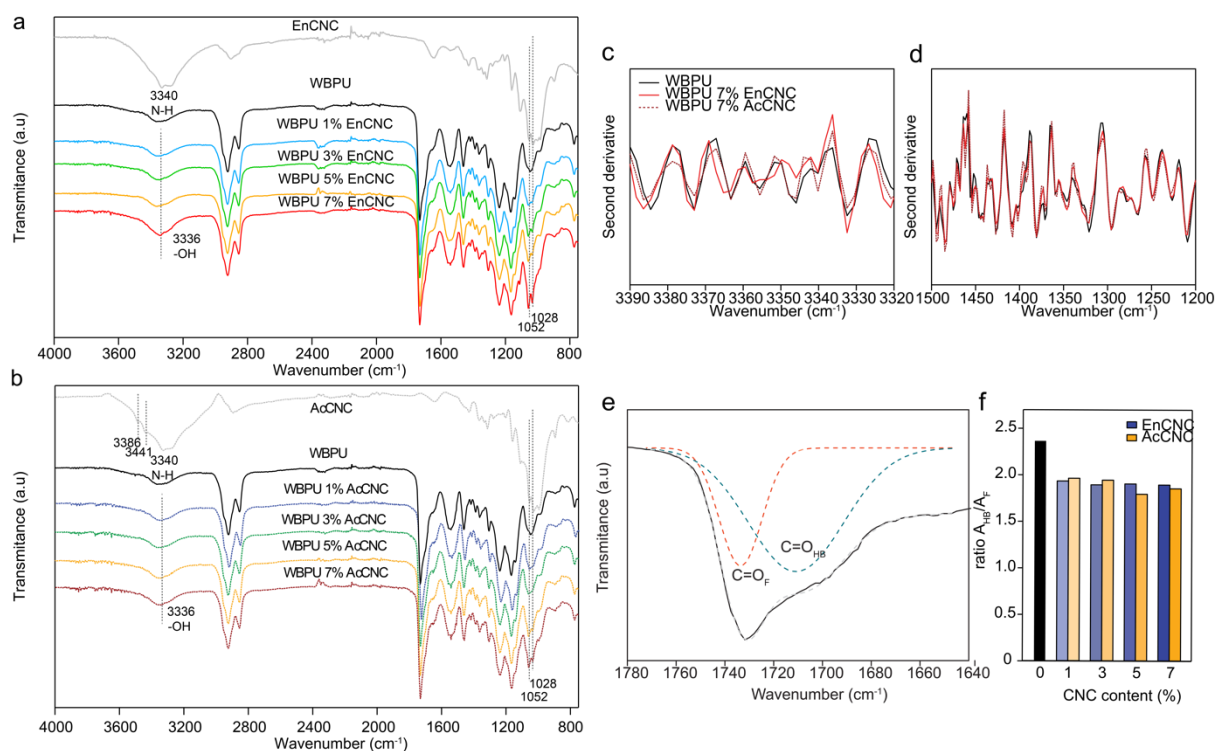 a
EnCNC
3340
N-H
WBPU
WBPU 1% EnCNC
WBPU 3% EnCNC
WBPU 5% EnCNC
WBPU 7% EnCNC
3336
-OH
1028
1052
Transmitance (a.u)
4000 3600 3200 2800 2400 2000 1600 1200 800
Wavenumber (cm⁻¹)
b
AcCNC
3386
3441
3340
N-H
WBPU
WBPU 1% AcCNC
WBPU 3% AcCNC
WBPU 5% AcCNC
WBPU 7% AcCNC
3336
-OH
1028
1052
Transmitance (a.u)
4000 3600 3200 2800 2400 2000 1600 1200 800
Wavenumber (cm⁻¹)
c
WBPU
WBPU 7% EnCNC
WBPU 7% AcCNC
Second derivative
3390 3380 3370 3360 3350 3340 3330 3320
Wavenumber (cm⁻¹)
d
Second derivative
1500 1450 1400 1350 1300 1250 1200
Wavenumber (cm⁻¹)
e
C=O_F
C=O_HB
Transmitance (a.u)
1780 1760 1740 1720 1700 1680 1660 1640
Wavenumber (cm⁻¹)
f
EnCNC
AcCNC
ratio A_HB/A_F
2.5
2.0
1.5
1.0
0.5
0
0 1 3 5 7
CNC content (%)